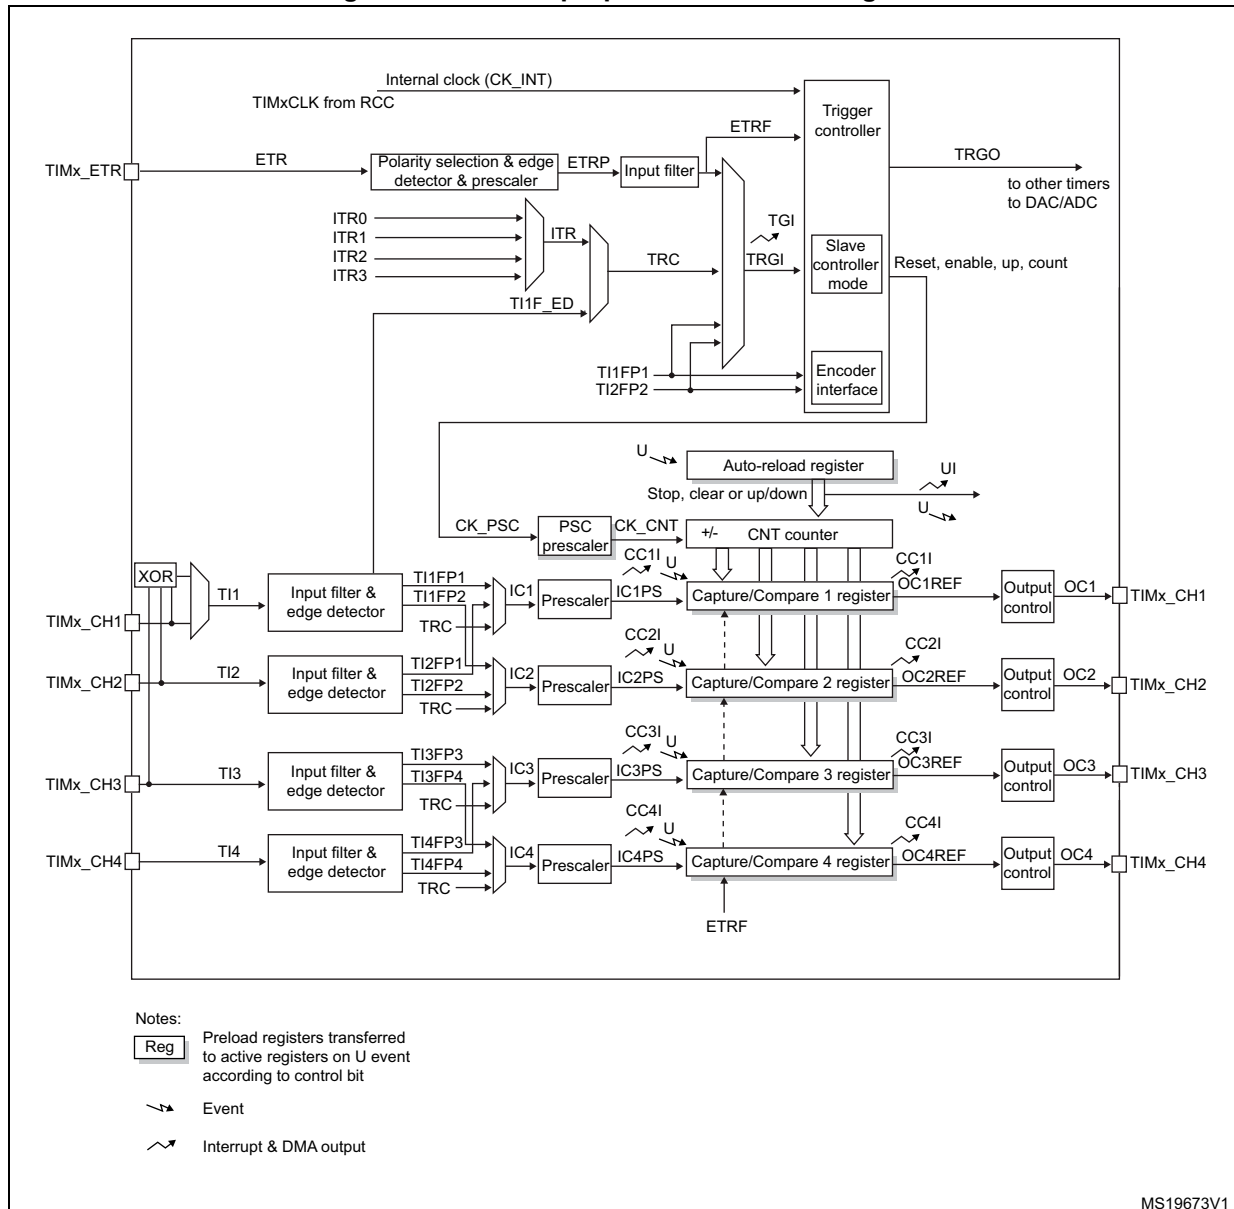 Internal clock (CK_INT)
TIMxCLK from RCC
Trigger
controller
ETRF
TIMx_ETR
ETR
Polarity selection & edge
detector & prescaler
ETRP
Input filter
TRGO
to other timers
to DAC/ADC
ITR0
ITR1
ITR2
ITR3
ITR
TRC
TI1F_ED
TGI
TRGI
Slave
controller
mode
Reset, enable, up, count
TI1FP1
TI2FP2
Encoder
interface
U
Auto-reload register
Stop, clear or up/down
UI
U
CK_PSC
PSC
prescaler
CK_CNT
+/-
CNT counter
XOR
TI1
TIMx_CH1
Input filter &
edge detector
TI1FP1
TI1FP2
TRC
IC1
Prescaler
IC1PS
CC1I
U
Capture/Compare 1 register
CC1I
OC1REF
Output
control
OC1
TIMx_CH1
TIMx_CH2
TI2
Input filter &
edge detector
TI2FP1
TI2FP2
TRC
IC2
Prescaler
IC2PS
CC2I
U
Capture/Compare 2 register
CC2I
OC2REF
Output
control
OC2
TIMx_CH2
TIMx_CH3
TI3
Input filter &
edge detector
TI3FP3
TI3FP4
TRC
IC3
Prescaler
IC3PS
CC3I
U
Capture/Compare 3 register
CC3I
OC3REF
Output
control
OC3
TIMx_CH3
TIMx_CH4
TI4
Input filter &
edge detector
TI4FP3
TI4FP4
TRC
IC4
Prescaler
IC4PS
CC4I
U
Capture/Compare 4 register
CC4I
OC4REF
Output
control
OC4
TIMx_CH4
ETRF
Notes:
Reg
Preload registers transferred
to active registers on U event
according to control bit
Event
Interrupt & DMA output
MS19673V1